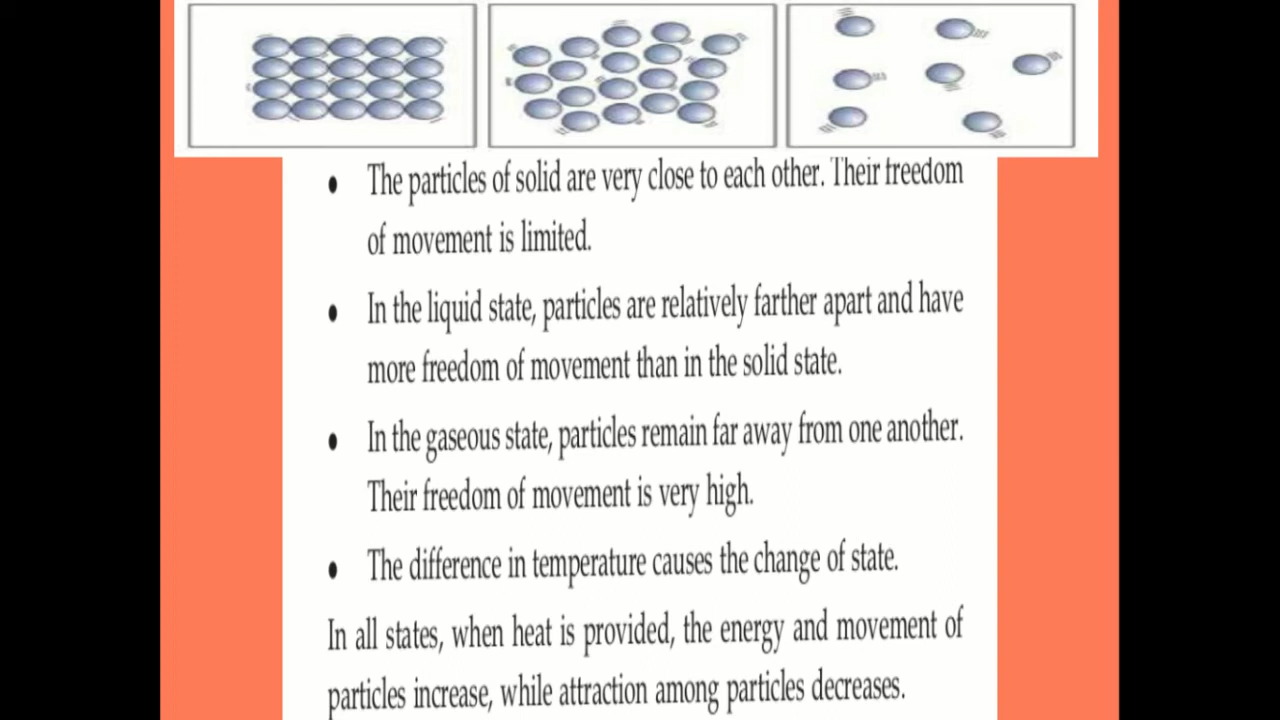 • The particles of solid are very close to each other. Their freedom
of movement is limited.
• In the liquid state, particles are relatively farther apart and have
more freedom of movement than in the solid state.
• In the gaseous state, particles remain far away from one another.
Their freedom of movement is very high.
• The difference in temperature causes the change of state.
In all states, when heat is provided, the energy and movement of
particles increase, while attraction among particles decreases.